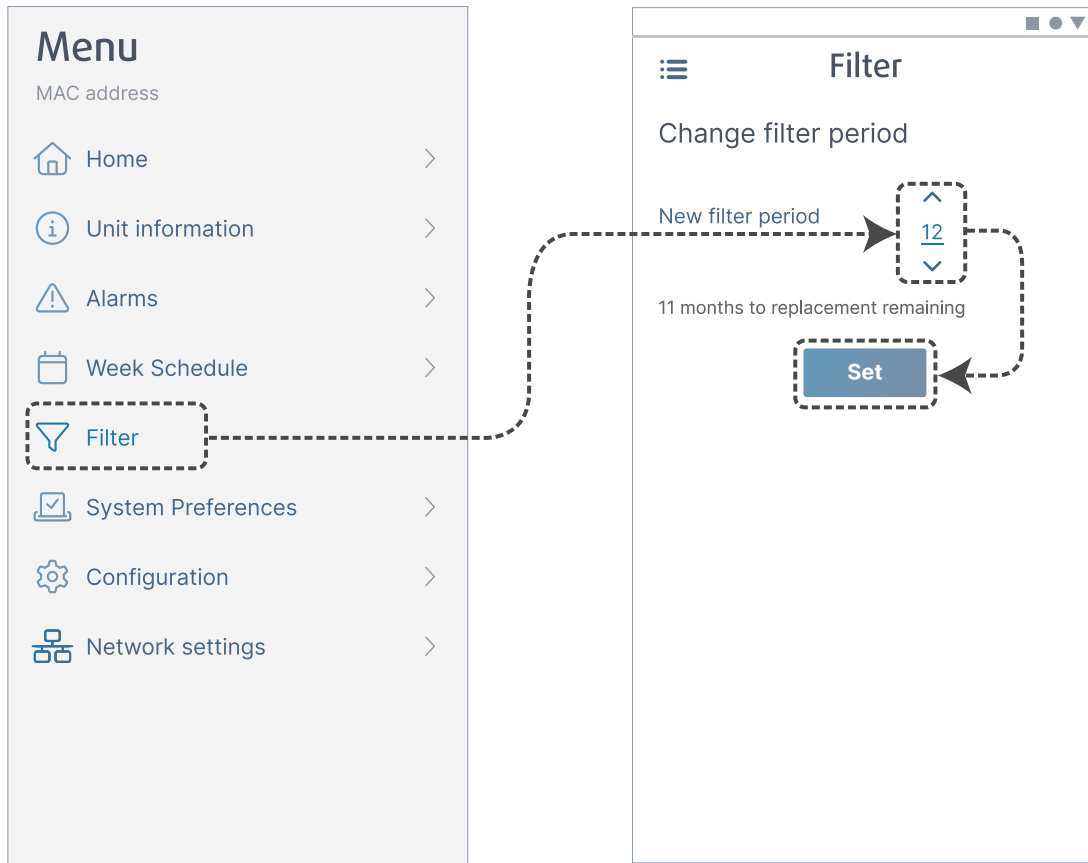 Menu
MAC address
Home
Unit information
Alarms
Week Schedule
Filter
System Preferences
Configuration
Network settings
Filter
Change filter period
New filter period
12
11 months to replacement remaining
Set